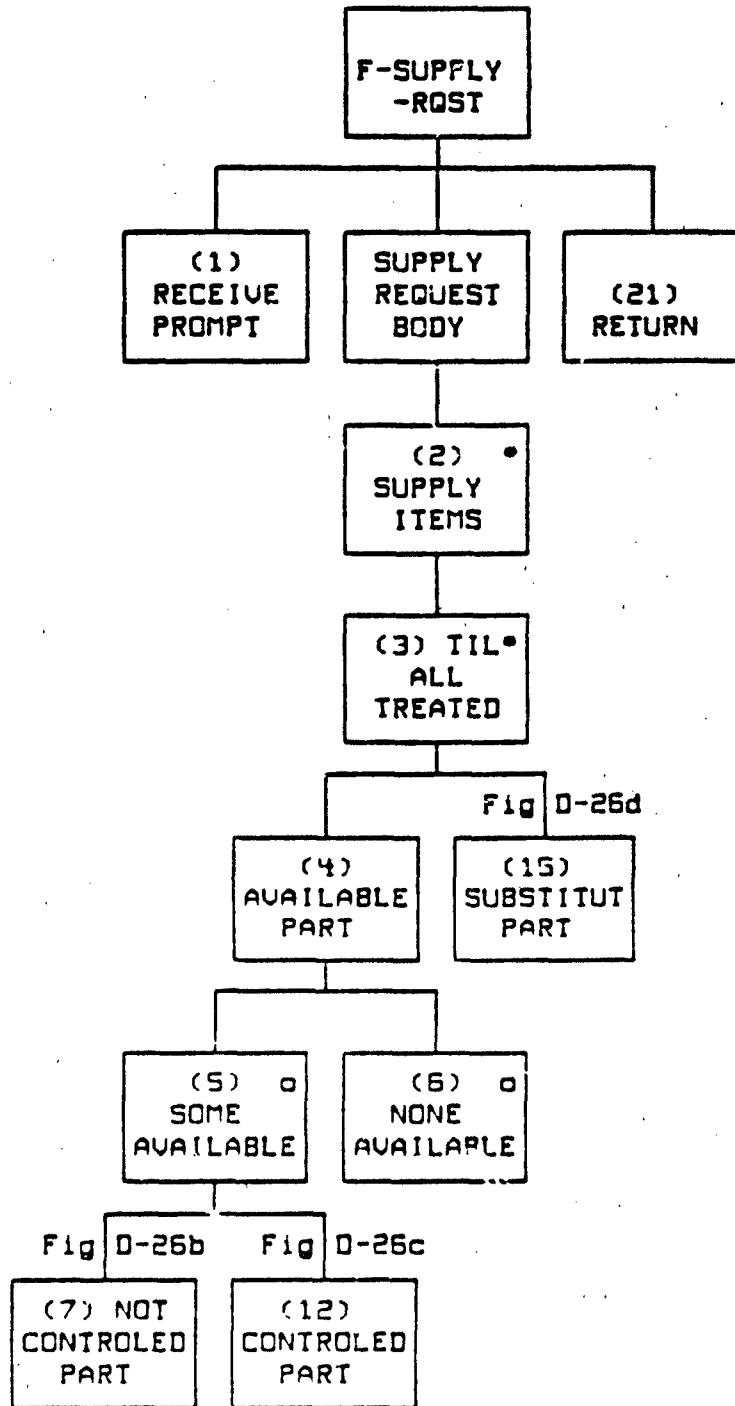 F-SUPPLY
-RQST
(1)
RECEIVE
PROMPT
SUPPLY
REQUEST
BODY
(21)
RETURN
(2) *
SUPPLY
ITEMS
(3) TIL*
ALL
TREATED
Fig D-26d
(4)
AVAILABLE
PART
(15)
SUBSTITUT
PART
(5) o
SOME
AVAILABLE
(6) o
NONE
AVAILABLE
Fig D-26b
Fig D-26c
(7) NOT
CONTROLED
PART
(12)
CONTROLED
PART